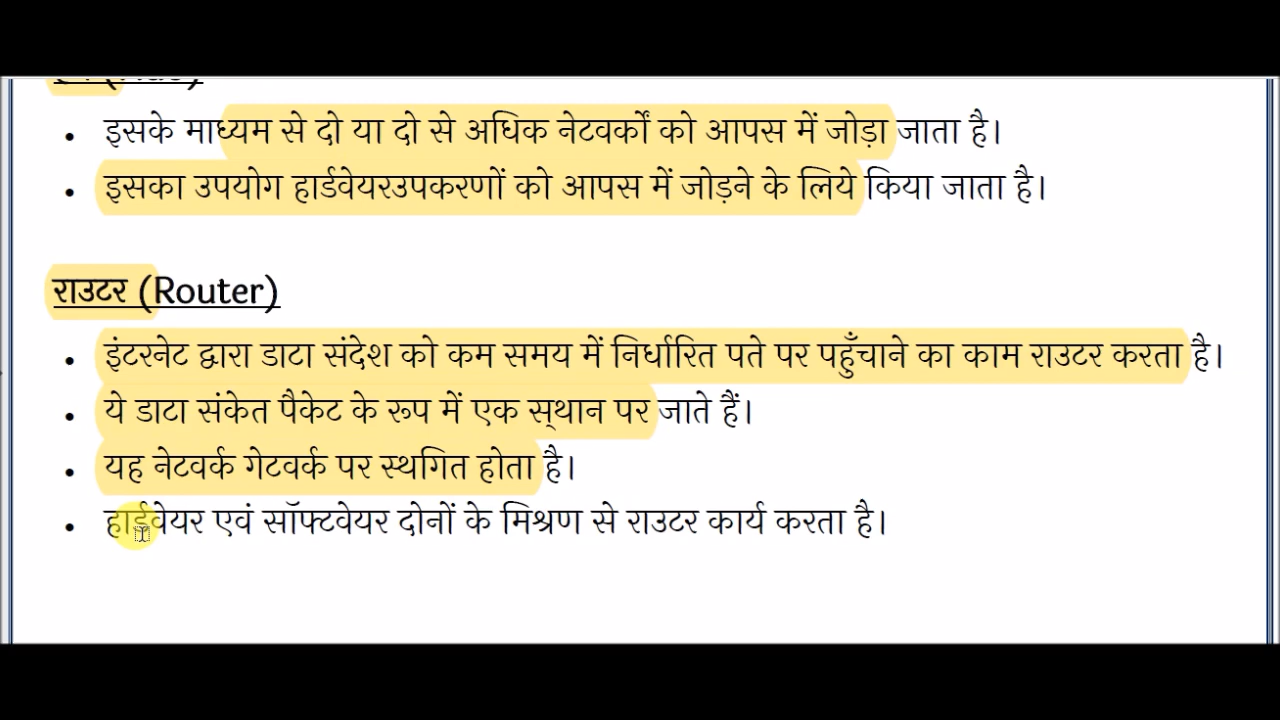 इसके माध्यम से दो या दो से अधिक नेटवर्कों को आपस में जोड़ा जाता है।
इसका उपयोग हार्डवेयरउपकरणों को आपस में जोड़ने के लिये किया जाता है।
राउटर (Router)
इंटरनेट द्वारा डाटा संदेश को कम समय में निर्धारित पते पर पहुँचाने का काम राउटर करता है।
ये डाटा संकेत पैकेट के रूप में एक स्थान पर जाते हैं।
यह नेटवर्क गेटवर्क पर स्थगित होता है।
हार्डवेयर एवं सॉफ्टवेयर दोनों के मिश्रण से राउटर कार्य करता है।